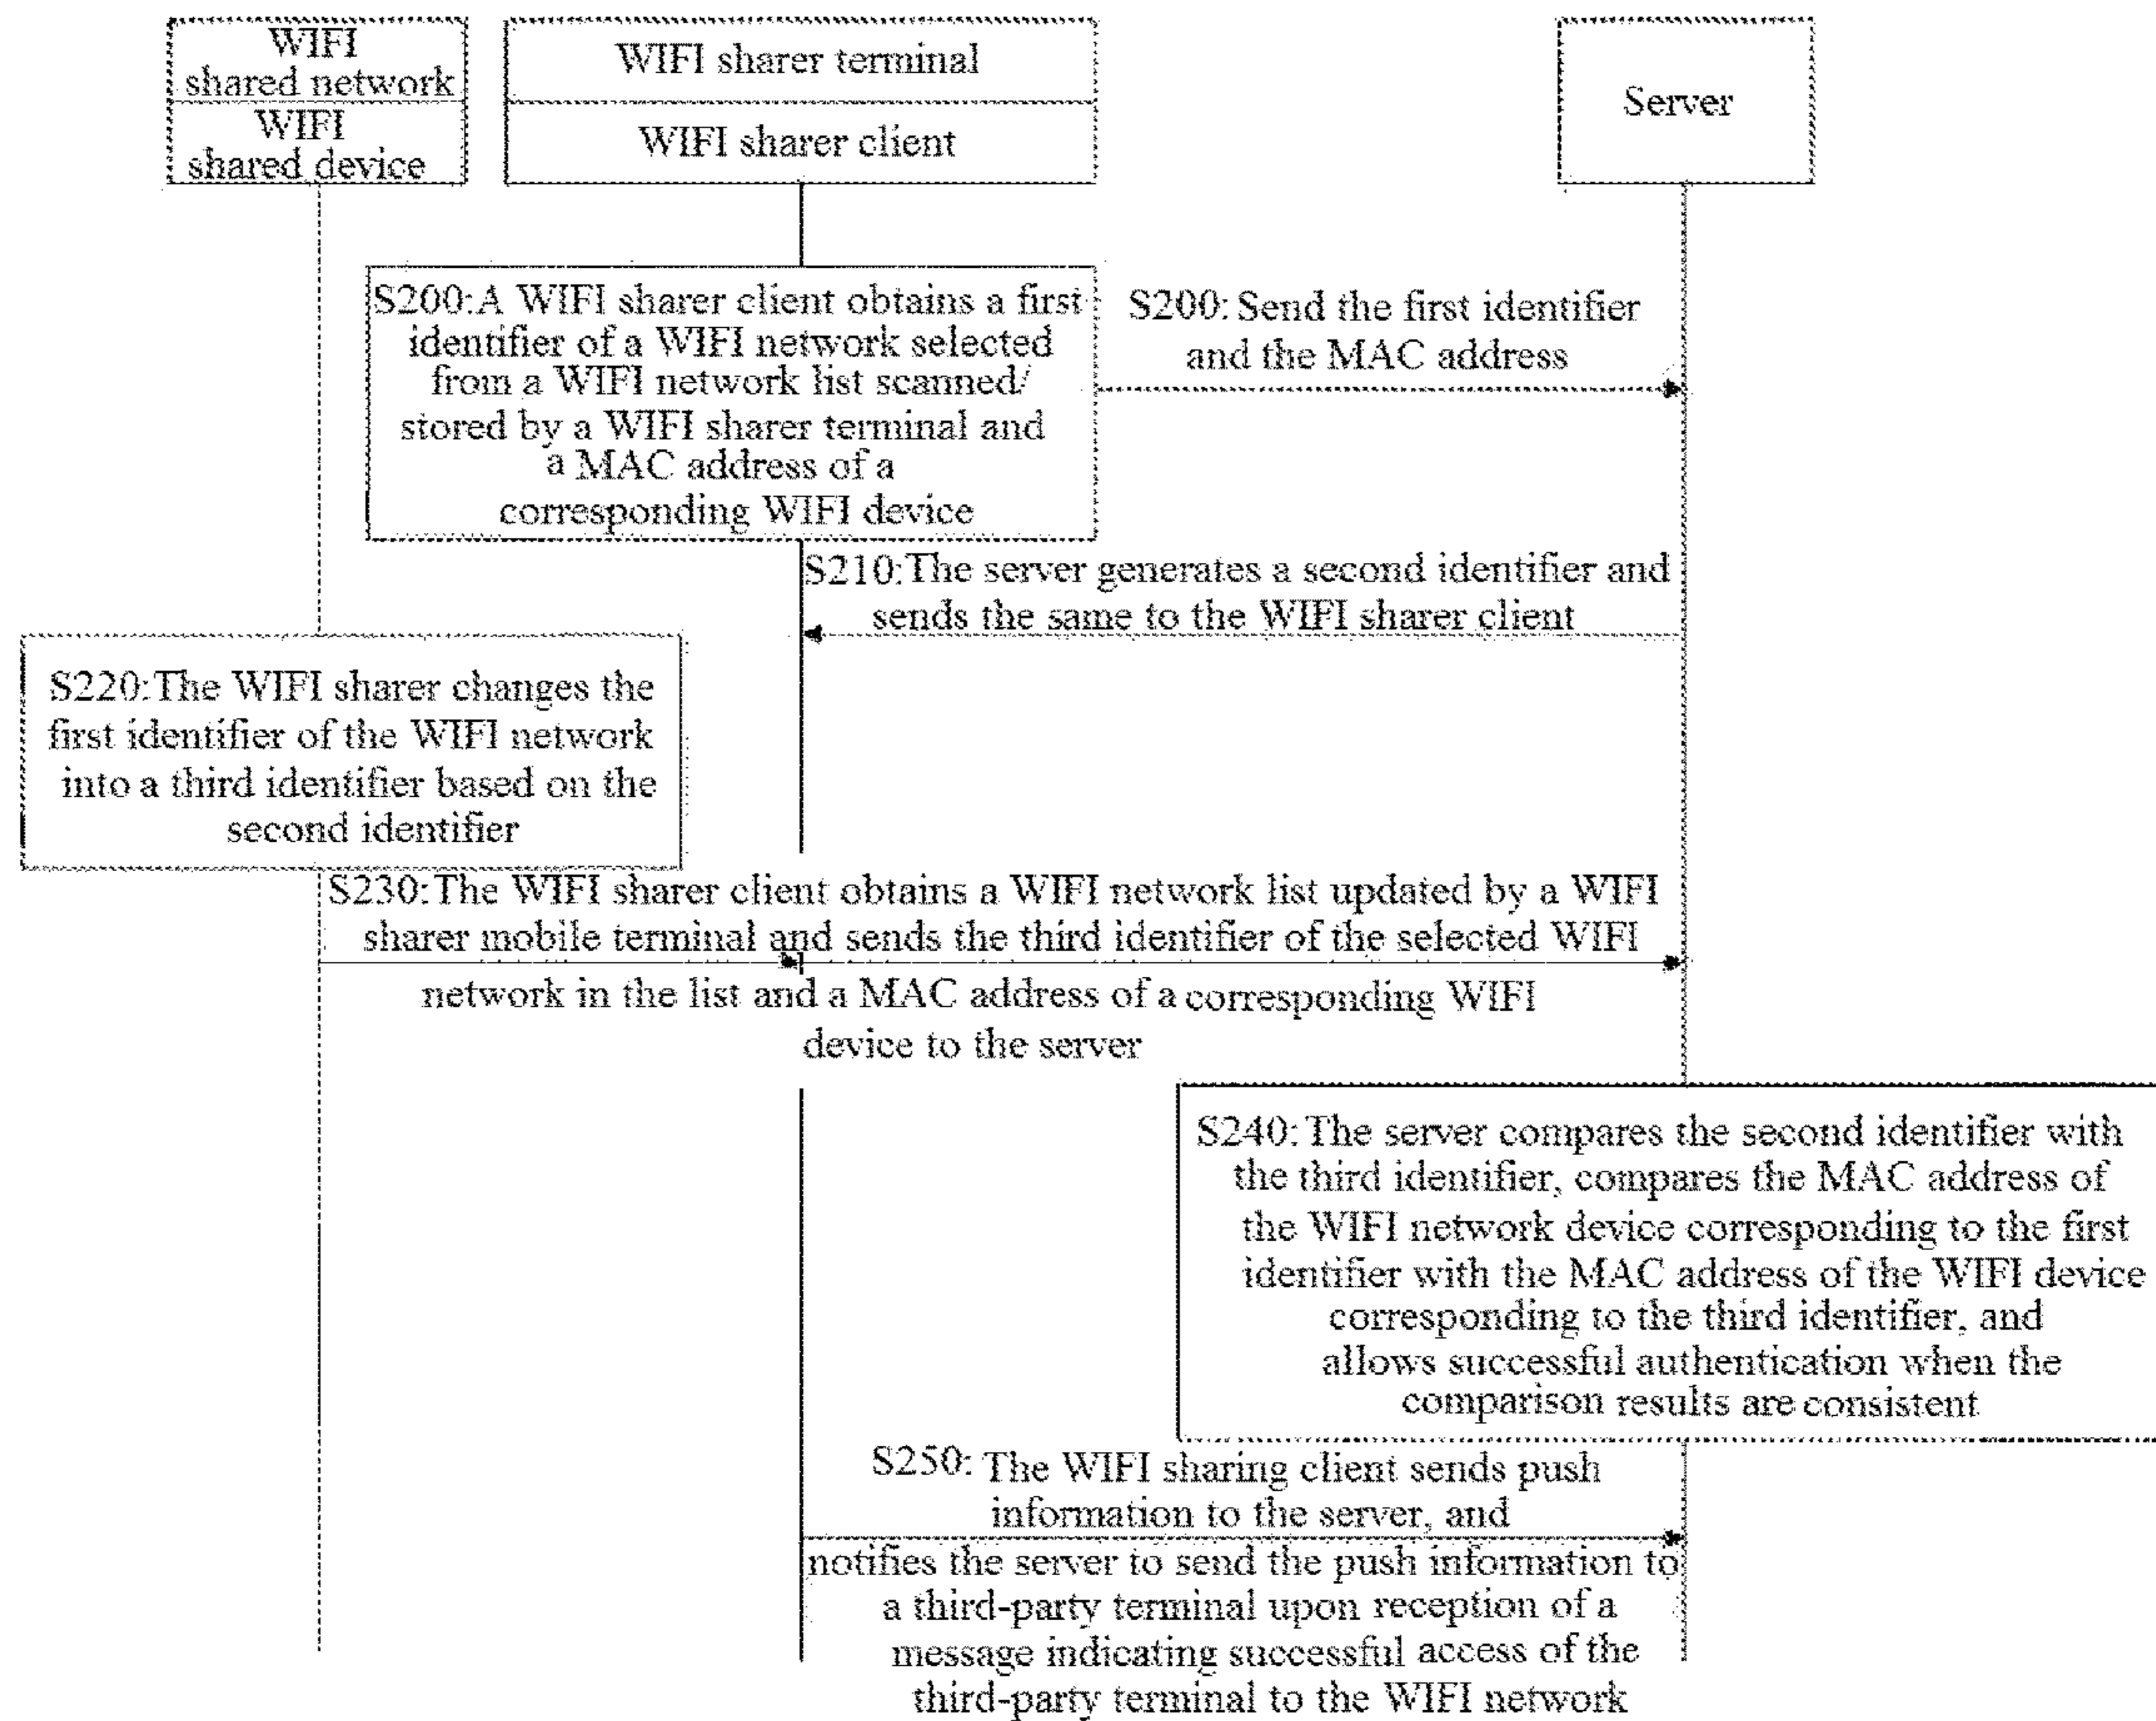 WIFI
shared network
WIFI
shared device
WIFI sharer terminal
WIFI sharer client
Server
S200:A WIFI sharer client obtains a first
identifier of a WIFI network selected
from a WIFI network list scanned/
stored by a WIFI sharer terminal and
a MAC address of a
corresponding WIFI device
S200: Send the first identifier
and the MAC address
S210:The server generates a second identifier and
sends the same to the WIFI sharer client
S220:The WIFI sharer changes the
first identifier of the WIFI network
into a third identifier based on the
second identifier
S230:The WIFI sharer client obtains a WIFI network list updated by a WIFI
sharer mobile terminal and sends the third identifier of the selected WIFI
network in the list and a MAC address of a corresponding WIFI
device to the server
S240:The server compares the second identifier with
the third identifier, compares the MAC address of
the WIFI network device corresponding to the first
identifier with the MAC address of the WIFI device
corresponding to the third identifier, and
allows successful authentication when the
comparison results are consistent
S250: The WIFI sharing client sends push
information to the server, and
notifies the server to send the push information to
a third-party terminal upon reception of a
message indicating successful access of the
third-party terminal to the WIFI network